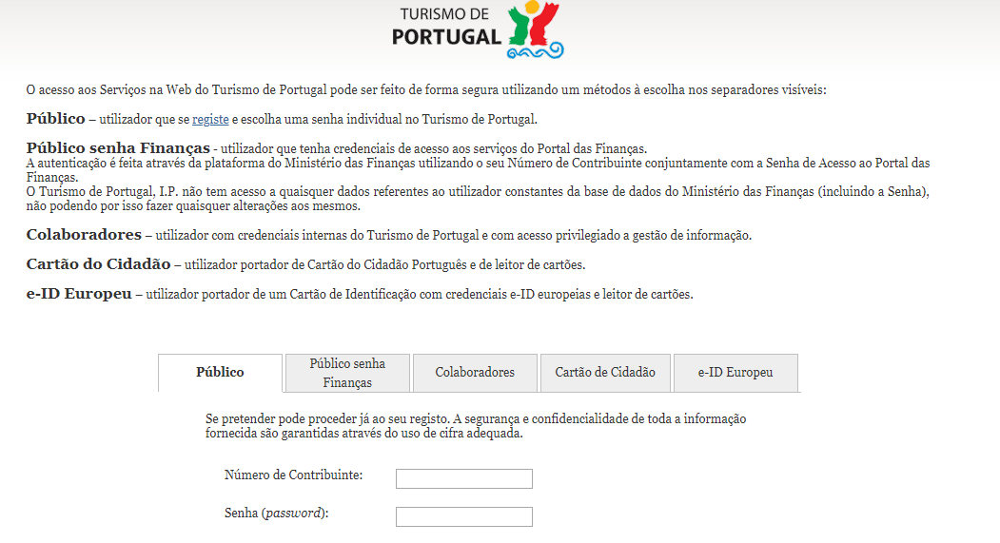 TURISMO DE
PORTUGAL
O acesso aos Serviços na Web do Turismo de Portugal pode ser feito de forma segura utilizando um métodos à escolha nos separadores visíveis:
Público – utilizador que se registe e escolha uma senha individual no Turismo de Portugal.
Público senha Finanças - utilizador que tenha credenciais de acesso aos serviços do Portal das Finanças.
A autenticação é feita através da plataforma do Ministério das Finanças utilizando o seu Número de Contribuinte conjuntamente com a Senha de Acesso ao Portal das
Finanças.
O Turismo de Portugal, I.P. não tem acesso a quaisquer dados referentes ao utilizador constantes da base de dados do Ministério das Finanças (incluindo a Senha),
não podendo por isso fazer quaisquer alterações aos mesmos.
Colaboradores – utilizador com credenciais internas do Turismo de Portugal e com acesso privilegiado a gestão de informação.
Cartão do Cidadão – utilizador portador de Cartão do Cidadão Português e de leitor de cartões.
e-ID Europeu – utilizador portador de um Cartão de Identificação com credenciais e-ID europeias e leitor de cartões.
Público
Público senha
Finanças
Colaboradores
Cartão de Cidadão
e-ID Europeu
Se pretender pode proceder já ao seu registo. A segurança e confidencialidade de toda a informação
fornecida são garantidas através do uso de cifra adequada.
Número de Contribuinte:
Senha (password):